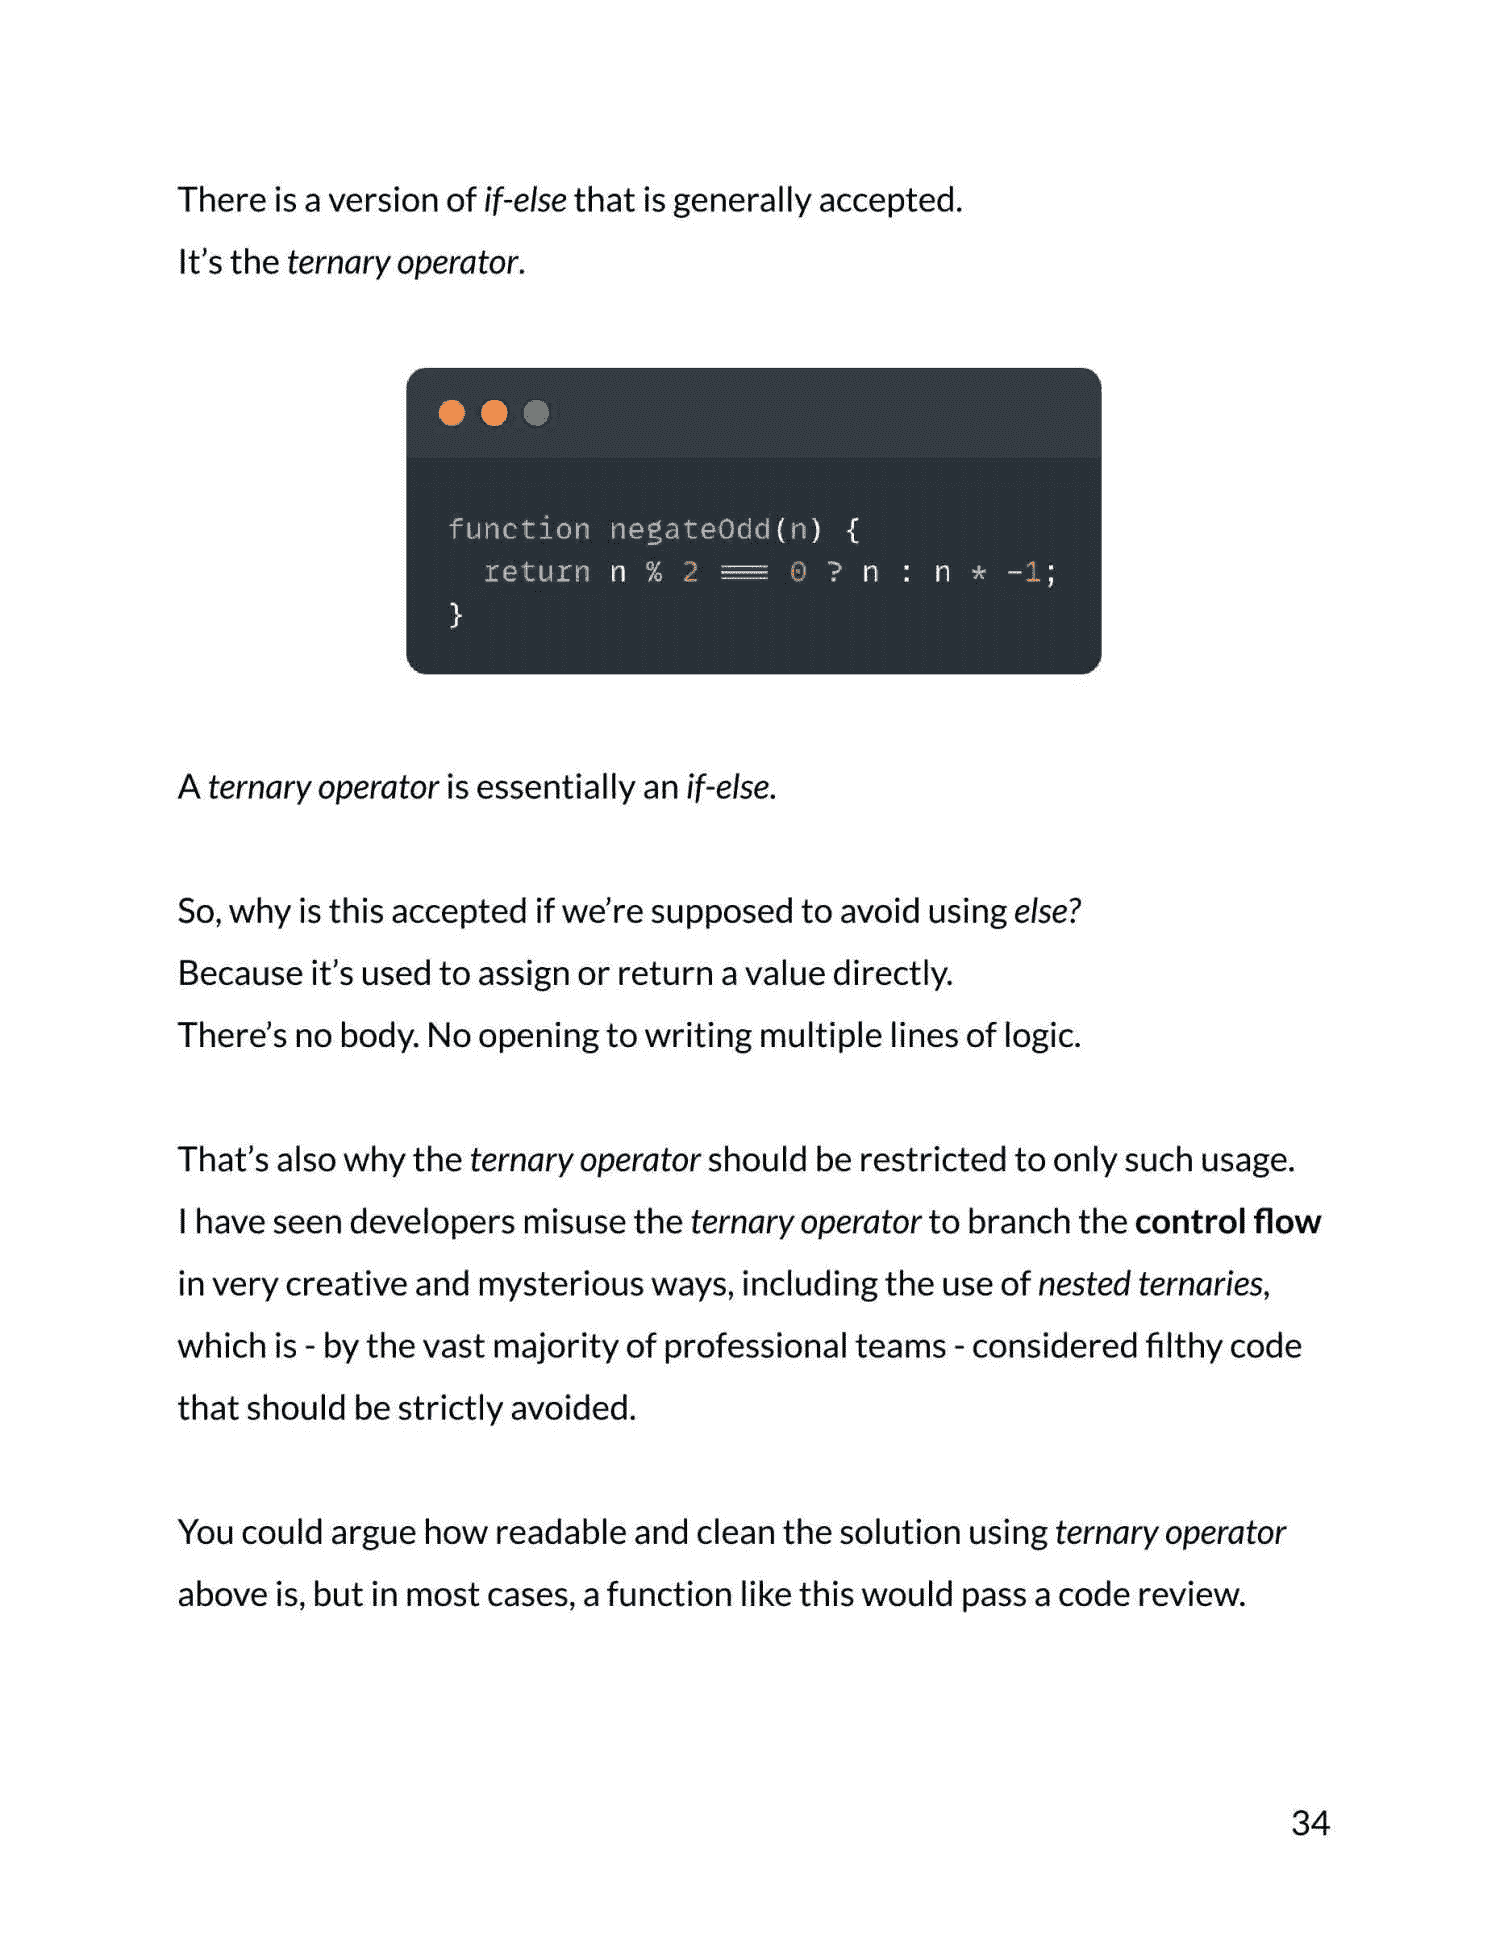 There is a version of if-else that is generally accepted.
It’s the ternary operator.
function negateOdd(n) {
  return n % 2 === 0 ? n : n * -1;
}
A ternary operator is essentially an if-else.
So, why is this accepted if we’re supposed to avoid using else?
Because it’s used to assign or return a value directly.
There’s no body. No opening to writing multiple lines of logic.
That’s also why the ternary operator should be restricted to only such usage.
I have seen developers misuse the ternary operator to branch the control flow
in very creative and mysterious ways, including the use of nested ternaries,
which is - by the vast majority of professional teams - considered filthy code
that should be strictly avoided.
You could argue how readable and clean the solution using ternary operator
above is, but in most cases, a function like this would pass a code review.
34